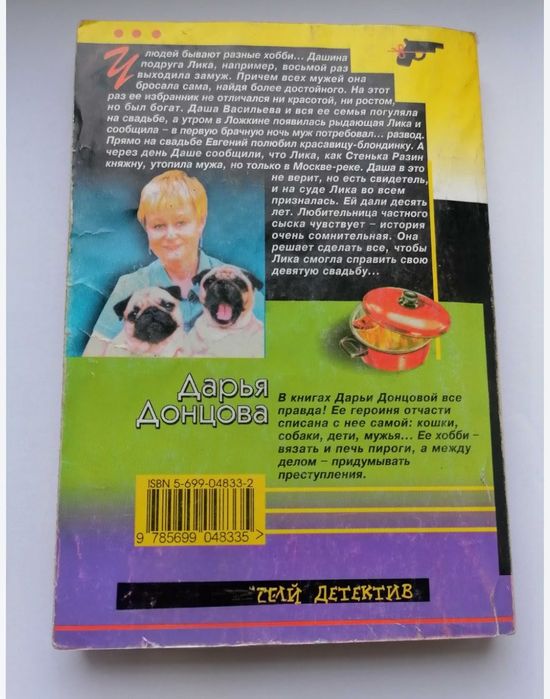 У людей бывают разные хобби... Дашина
подруга Лика, например, восьмой раз
выходила замуж. Причем всех мужей она
бросала сама, найдя более достойного. На этот
раз ее избранник не отличался ни красотой, ни ростом,
но был богат. Даша Васильева и вся ее семья погуляла
на свадьбе, а утром в Ложкине появилась рыдающая Лика и
сообщила – в первую брачную ночь муж потребовал... развод.
Прямо на свадьбе Евгений полюбил красавицу-блондинку. А
через день Даше сообщили, что Лика, как Стенька Разин
княжну, утопила мужа, но только в Москве-реке. Даша в это
не верит, но есть свидетель,
и на суде Лика во всем
призналась. Ей дали десять
лет. Любительница частного
сыска чувствует – история
очень сомнительная. Она
решает сделать все, чтобы
Лика смогла справить свою
девятую свадьбу...
Дарья
Донцова
В книгах Дарьи Донцовой все
правда! Ее героиня отчасти
списана с нее самой: кошки,
собаки, дети, мужья... Ее хобби –
вязать и печь пироги, а между
делом – придумывать
преступления.
ISBN 5-699-04833-2
9 785699 048335 >
ДЕТЕКТИВ